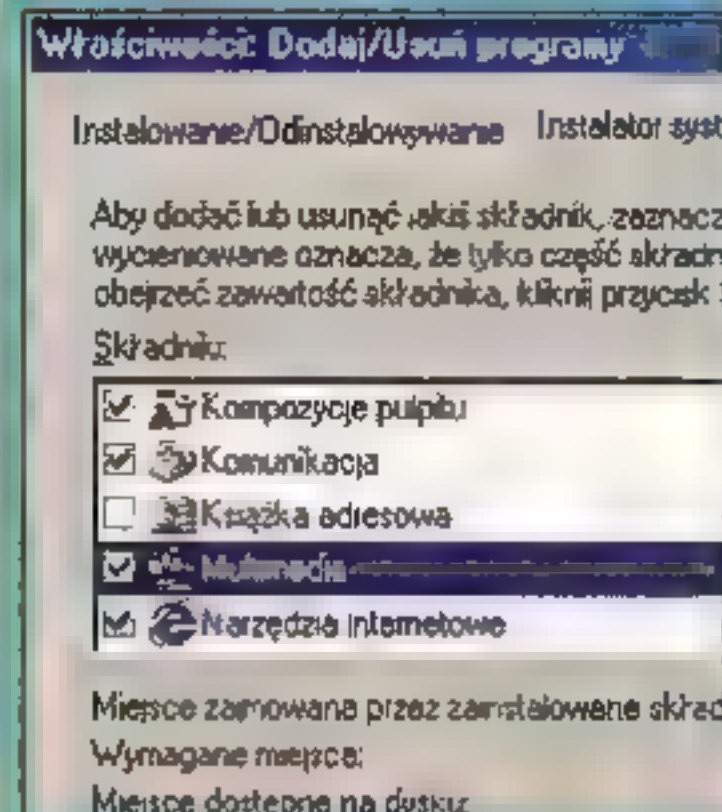 Właściwości: Dodaj/Usuń programy
Instalowanie/Odinstalowywanie
Instalator syst
Aby dodać lub usunąć jakiś składnik, zaznacz
wycieniowane oznacza, że tylko część składni
obejrzeć zawartość składnika, kliknij przycisk
Składniki:
Kompozycje pulpitu
Komunikacja
Książka adresowa
Multimedia
Narzędzia internetowe
Miejsce zajmowane przez zainstalowane skład
Wymagane miejsce:
Miejsce dostępne na dysku: